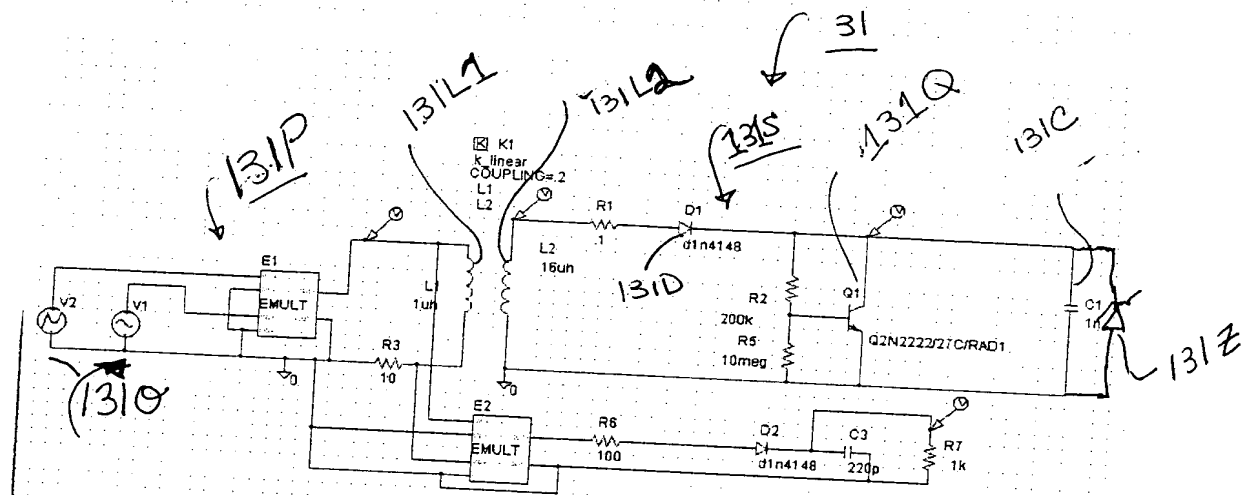 31
131L1
131L2
131S
131Q
131C
131P
K K1
k_linear
COUPLING=.2
L1
L2
R1
.1
D1
d1n4148
E1
EMULT
V2
V1
L1
1uh
L2
16uh
131D
R2
200k
Q1
C1
1n
Q2N2222/27C/RAD1
R5
10meg
131Z
R3
1.0
0
0
131O
E2
EMULT
R6
100
D2
d1n4148
C3
220p
R7
1k
V
V
V
V